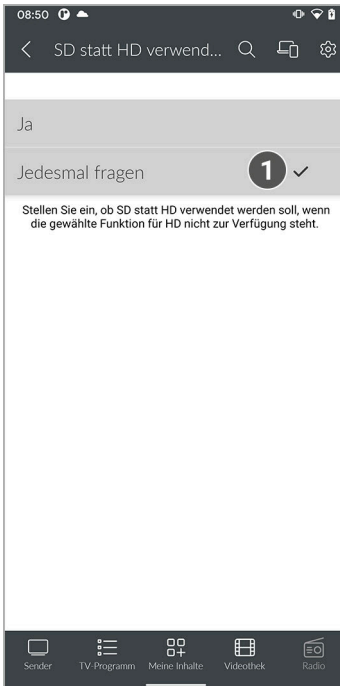 08:50
SD statt HD verwend...
Ja
Jedesmal fragen
1
Stellen Sie ein, ob SD statt HD verwendet werden soll, wenn
die gewählte Funktion für HD nicht zur Verfügung steht.
Sender TV-Programm Meine Inhalte Videothek Radio